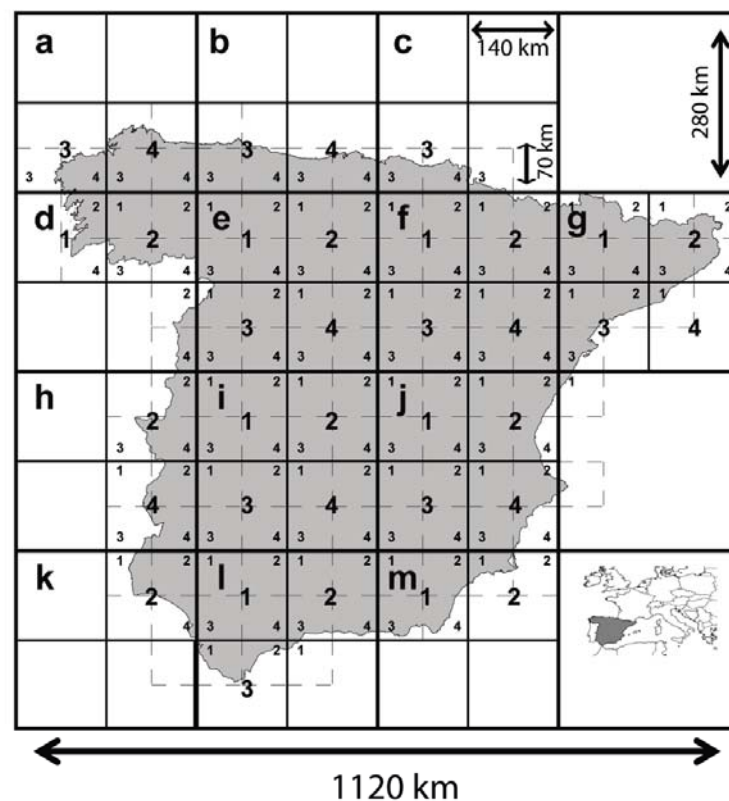 a b c
140 km
280 km
3 4 3 4 3
70 km
3 4 3 4 3 4 3 4 3 4 3
2 1 2 1 2 1 2 1 2 1 2 1 2 1 2
d e f g
1 2 1 2 1 2 1 2
4 3 4 3 4 3 4 3 4 3 4 3 4 3 4
2 1 2 1 2 1 2 1 2 1 2 1
3 4 3 4 3 4
4 3 4 3 4 3 4 3 4 3
2 1 2 1 2 1 2 1 2 1
h i j
2 1 2 1 2
3 4 3 4 3 4 3 4 3 4
1 2 1 2 1 2 1 2 1 2
4 3 4 3 4
3 4 3 4 3 4 3 4 3 4
1 2 1 2 1 2 1 2 1 2
k l m
2 1 2 1 2
4 3 4 3 4 3 4
1 2 1
3
1120 km